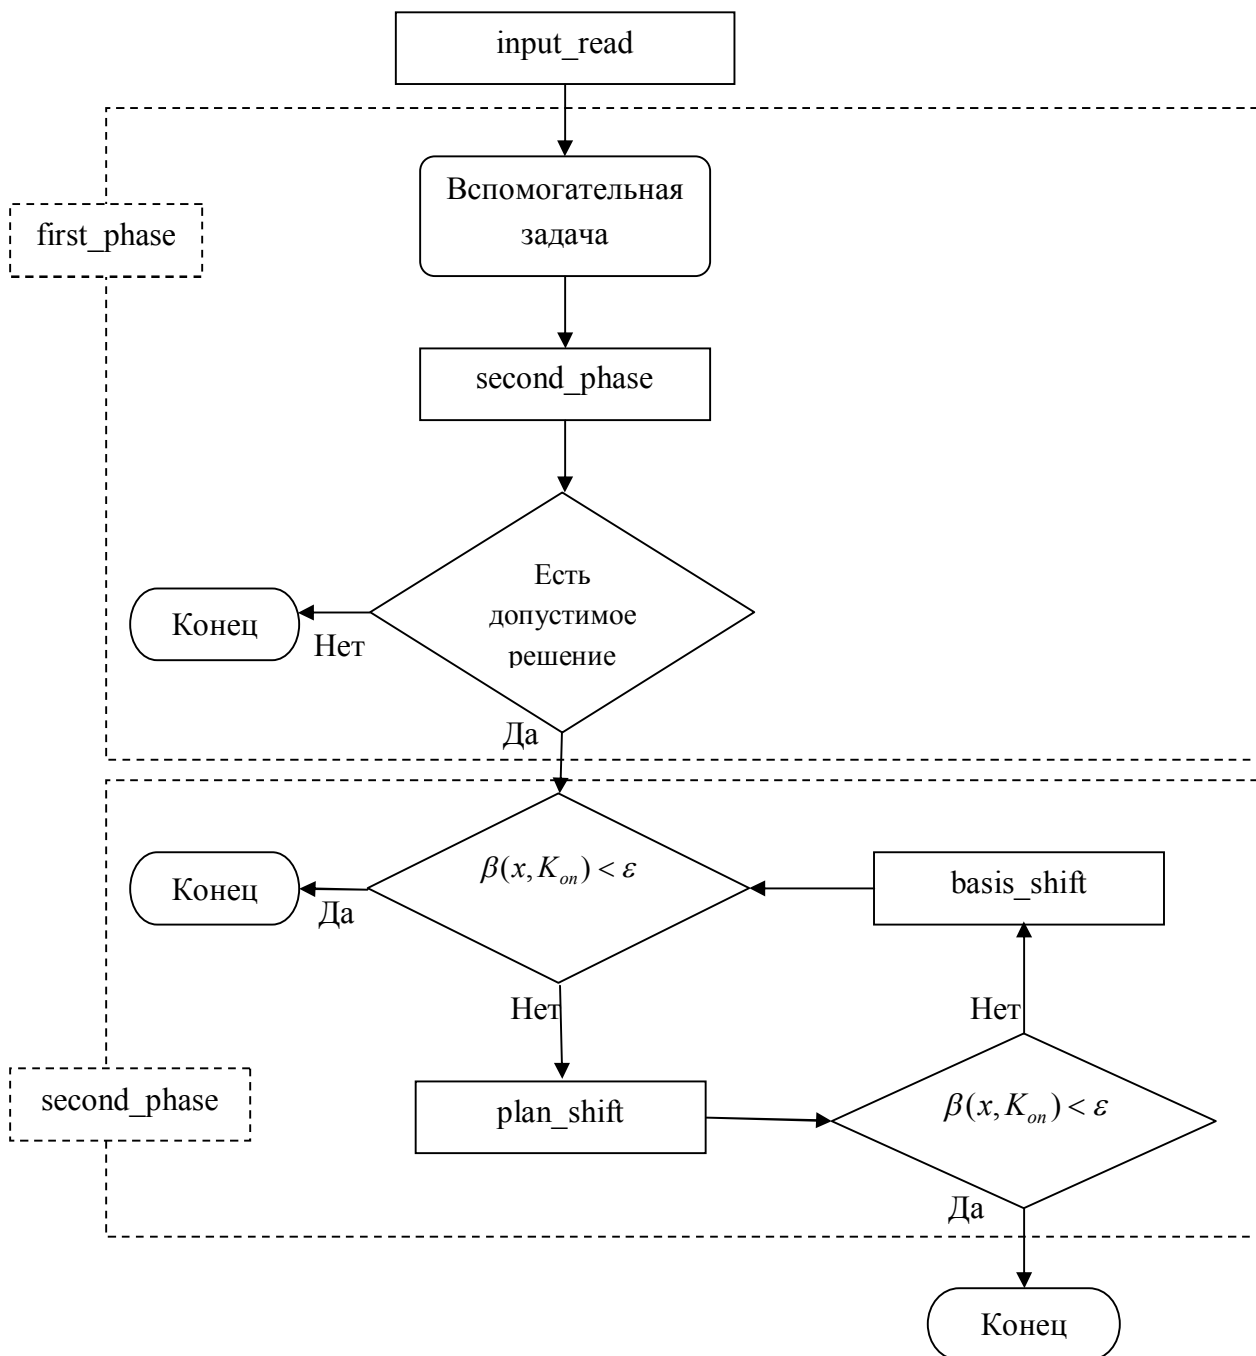 input_read
Вспомогательная
задача
first_phase
second_phase
Есть
допустимое
решение
Конец
Нет
Да
β(x, K_on) < ε
Конец
Да
basis_shift
Нет
Нет
second_phase
plan_shift
β(x, K_on) < ε
Да
Конец